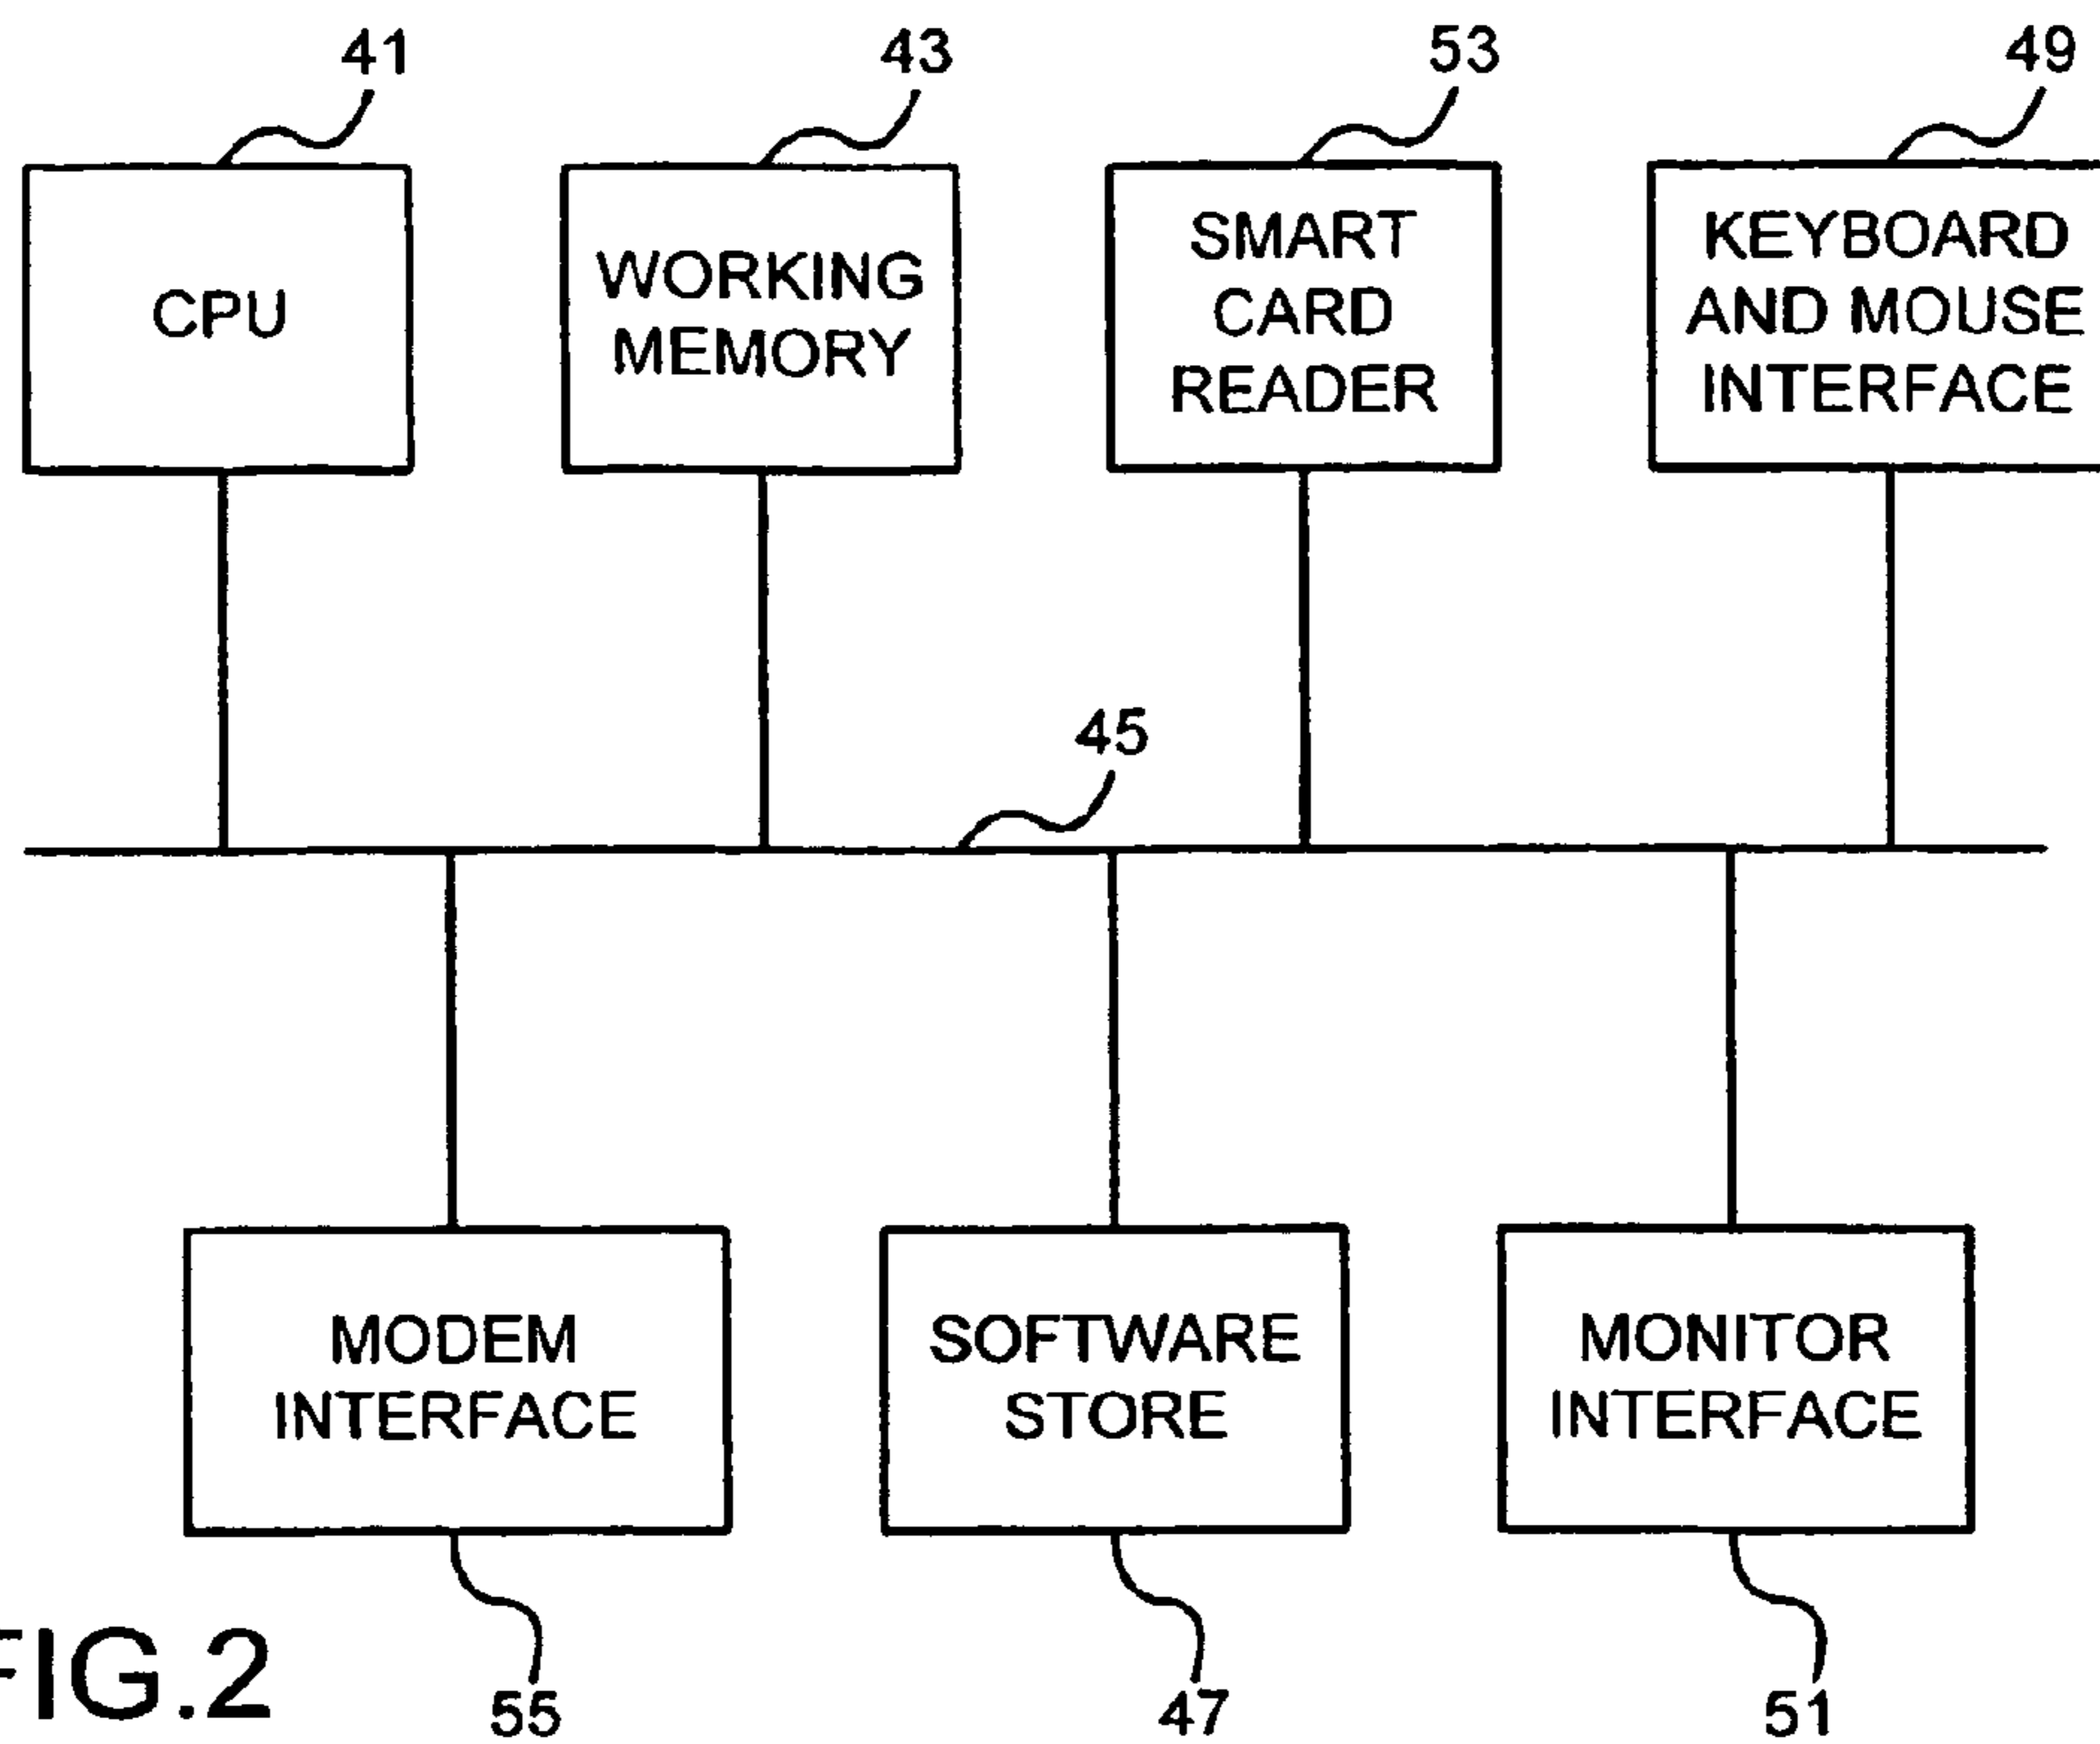 41
43
53
49
CPU
WORKING
MEMORY
SMART
CARD
READER
KEYBOARD
AND MOUSE
INTERFACE
45
MODEM
INTERFACE
SOFTWARE
STORE
MONITOR
INTERFACE
55
47
51
FIG.2